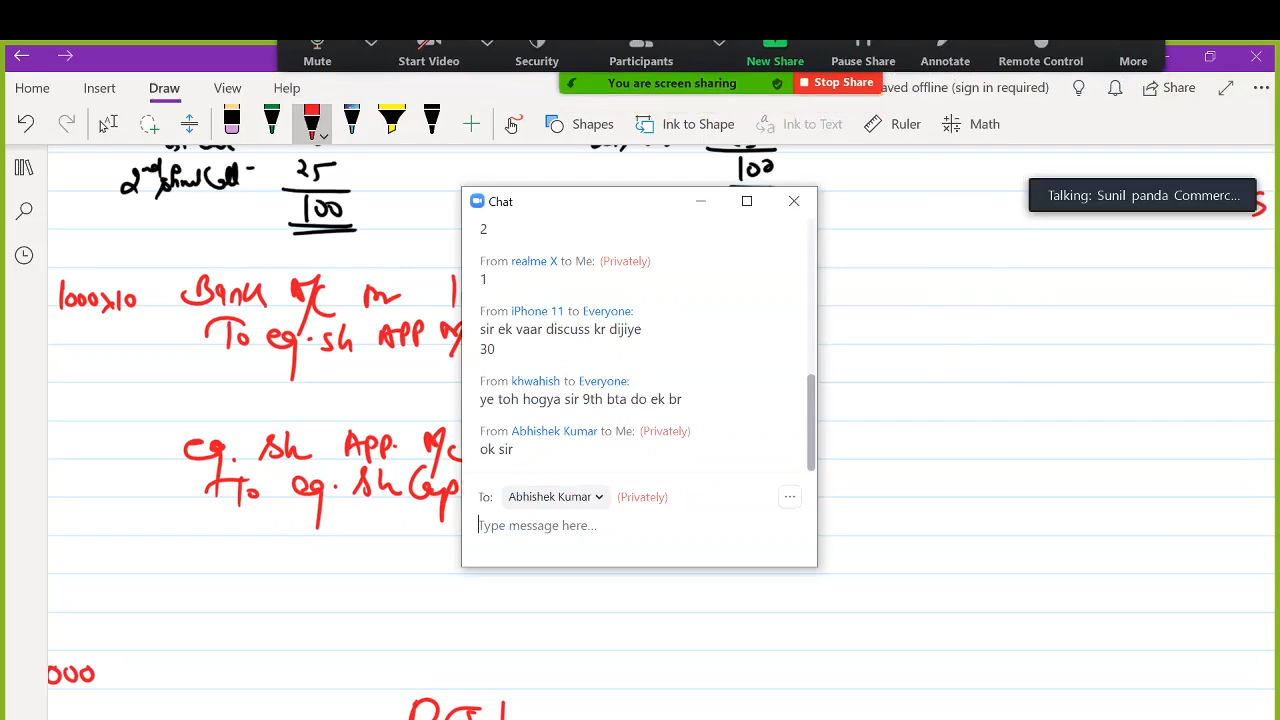 Mute
Start Video
Security
Participants
New Share
Pause Share
Annotate
Remote Control
More
You are screen sharing
Stop Share
Home
Insert
Draw
View
Help
aved offline (sign in required)
Share
Shapes
Ink to Shape
Ink to Text
Ruler
Math
Talking: Sunil panda Commerc...
2nd
25
100
100
1000x10 Bank A/C Dr 1
To eq. sh APP A/
eq. Sh APP. A/C
To eq. Sh Cap
000
Chat
2
From realme X to Me: (Privately)
1
From iPhone 11 to Everyone:
sir ek vaar discuss kr dijiye
30
From khwahish to Everyone:
ye toh hogya sir 9th bta do ek br
From Abhishek Kumar to Me: (Privately)
ok sir
To: Abhishek Kumar (Privately)
Type message here...